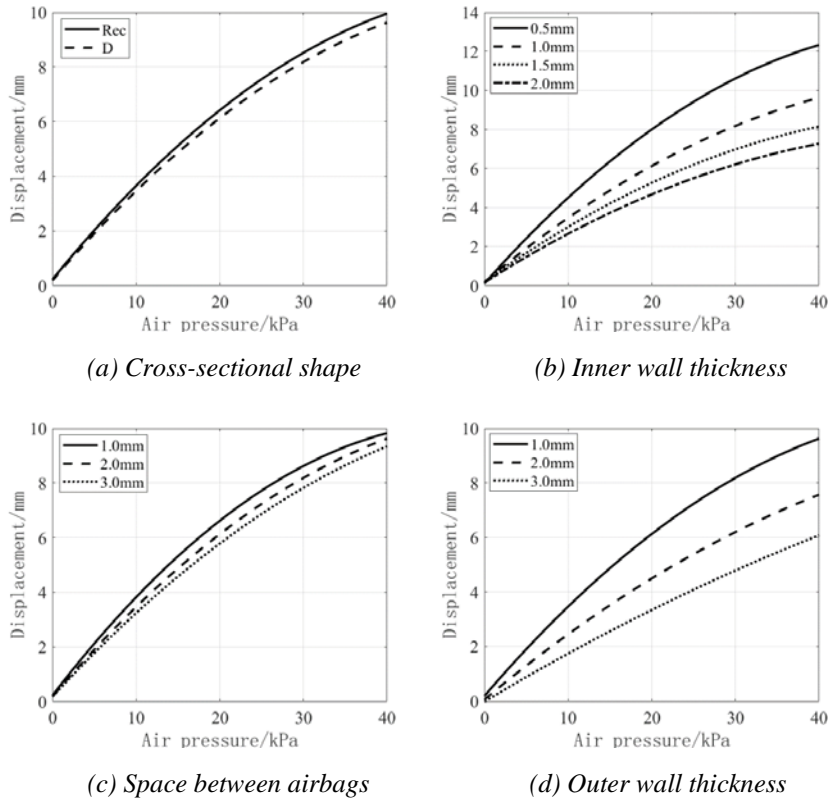 10
8
6
4
2
0
Displacement/mm
Rec
D
0
10
20
30
40
Air pressure/kPa
(a) Cross-sectional shape
14
12
10
8
6
4
2
0
Displacement/mm
0.5mm
1.0mm
1.5mm
2.0mm
0
10
20
30
40
Air pressure/kPa
(b) Inner wall thickness
10
8
6
4
2
0
Displacement/mm
1.0mm
2.0mm
3.0mm
0
10
20
30
40
Air pressure/kPa
(c) Space between airbags
10
8
6
4
2
0
Displacement/mm
1.0mm
2.0mm
3.0mm
0
10
20
30
40
Air pressure/kPa
(d) Outer wall thickness